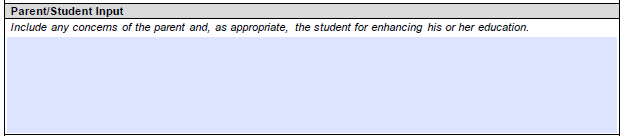 Parent/Student Input
Include any concerns of the parent and, as appropriate, the student for enhancing his or her education.